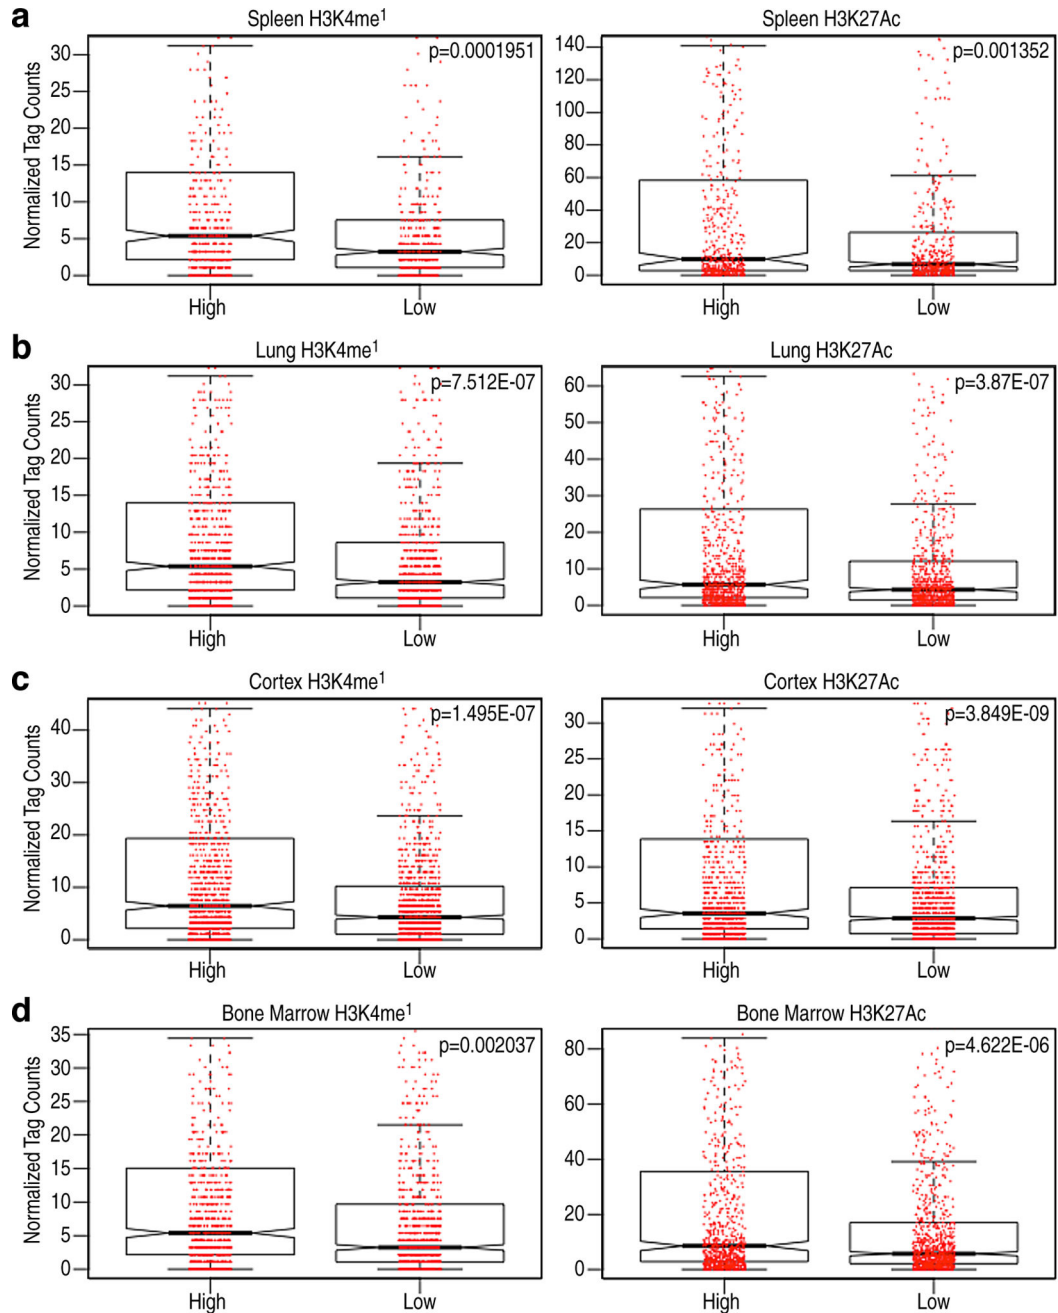 a
Spleen H3K4me1
Spleen H3K27Ac
Normalized Tag Counts
30
25
20
15
10
5
0
p=0.0001951
High
Low
140
120
100
80
60
40
20
0
p=0.001352
High
Low
b
Lung H3K4me1
Lung H3K27Ac
Normalized Tag Counts
30
25
20
15
10
5
0
p=7.512E-07
High
Low
60
50
40
30
20
10
0
p=3.87E-07
High
Low
c
Cortex H3K4me1
Cortex H3K27Ac
Normalized Tag Counts
40
30
20
10
0
p=1.495E-07
High
Low
30
25
20
15
10
5
0
p=3.849E-09
High
Low
d
Bone Marrow H3K4me1
Bone Marrow H3K27Ac
Normalized Tag Counts
35
30
25
20
15
10
5
0
p=0.002037
High
Low
80
60
40
20
0
p=4.622E-06
High
Low